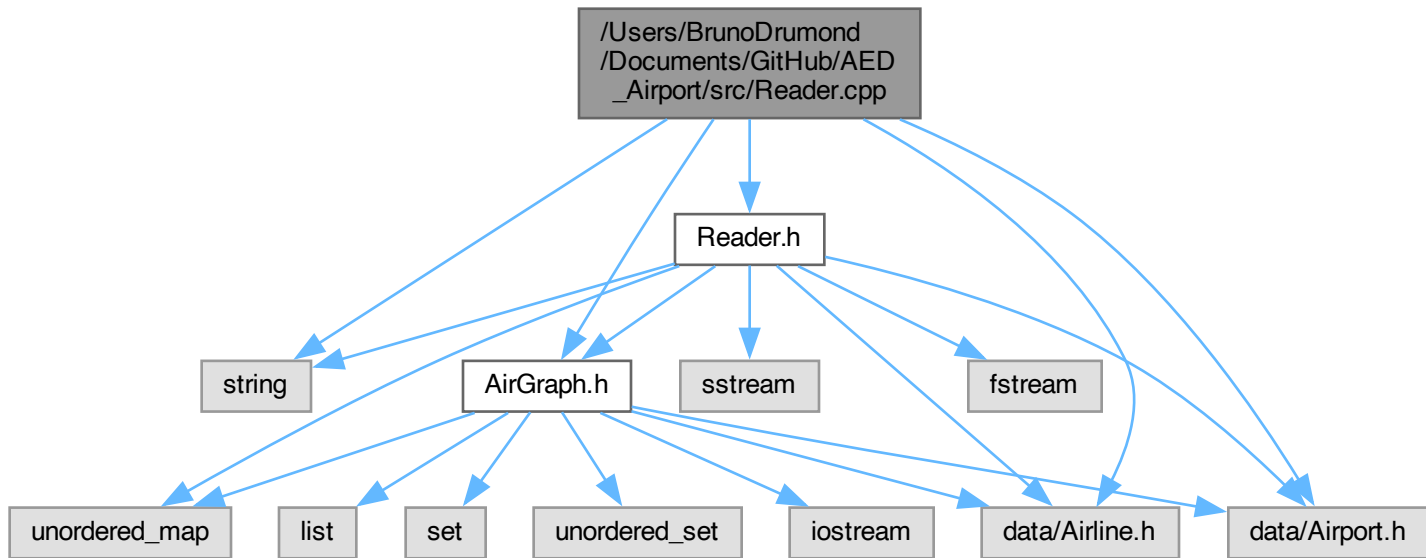 /Users/BrunoDrumond
/Documents/GitHub/AED
_Airport/src/Reader.cpp
Reader.h
string
AirGraph.h
sstream
fstream
unordered_map
list
set
unordered_set
iostream
data/Airline.h
data/Airport.h